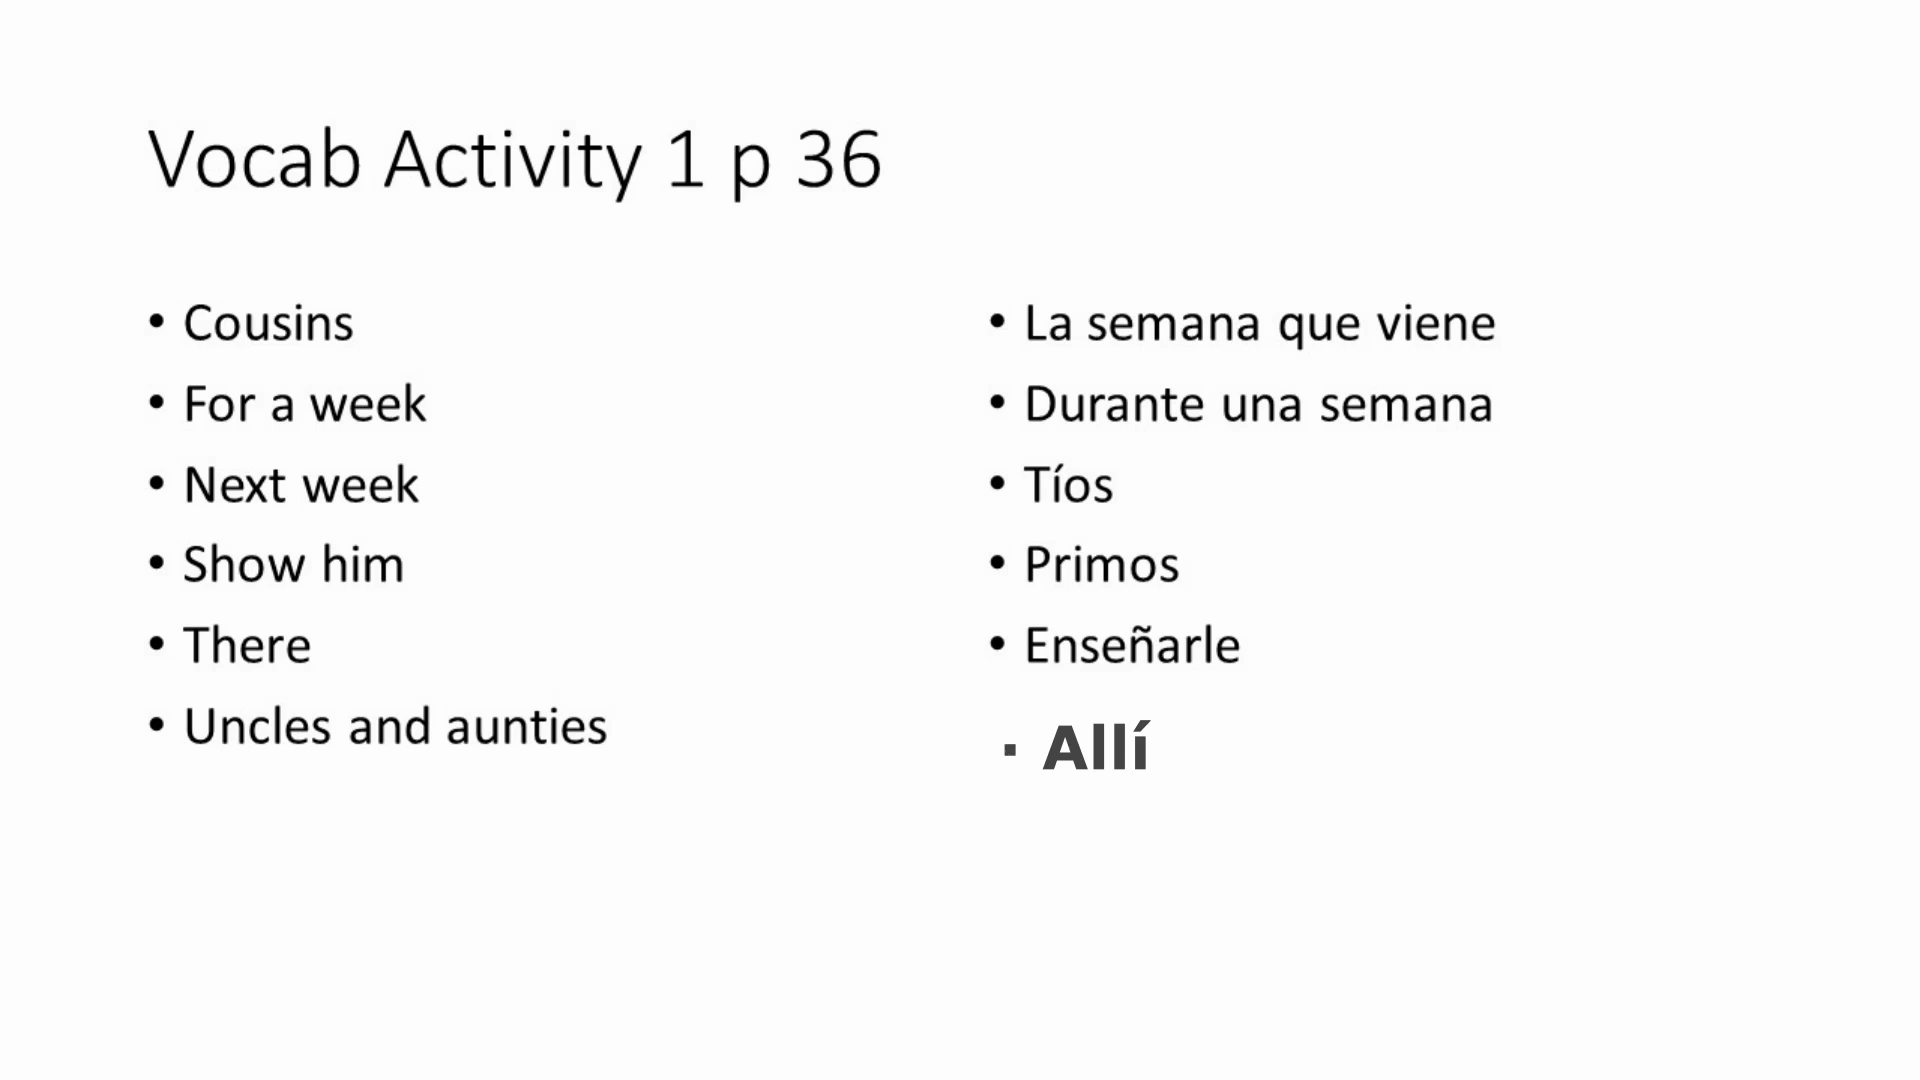 Vocab Activity 1 p 36
• Cousins
• For a week
• Next week
• Show him
• There
• Uncles and aunties
• La semana que viene
• Durante una semana
• Tíos
• Primos
• Enseñarle
· Allí